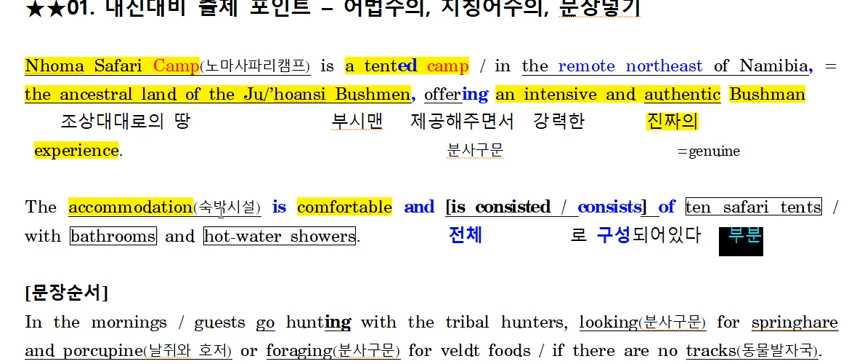 ★★01. 내신대비 출제 포인트 – 어법주의, 지칭어주의, 문장넣기
Nhoma Safari Camp(노마사파리캠프) is a tented camp / in the remote northeast of Namibia, =
the ancestral land of the Ju/'hoansi Bushmen, offering an intensive and authentic Bushman
조상대대로의 땅 부시맨 제공해주면서 강력한 진짜의
experience. 분사구문 =genuine
The accommodation(숙박시설) is comfortable and [is consisted / consists] of ten safari tents /
with bathrooms and hot-water showers. 전체 로 구성되어있다 부분
[문장순서]
In the mornings / guests go hunting with the tribal hunters, looking(분사구문) for springhare
and porcupine(날쥐와 호저) or foraging(분사구문) for veldt foods / if there are no tracks(동물발자국).